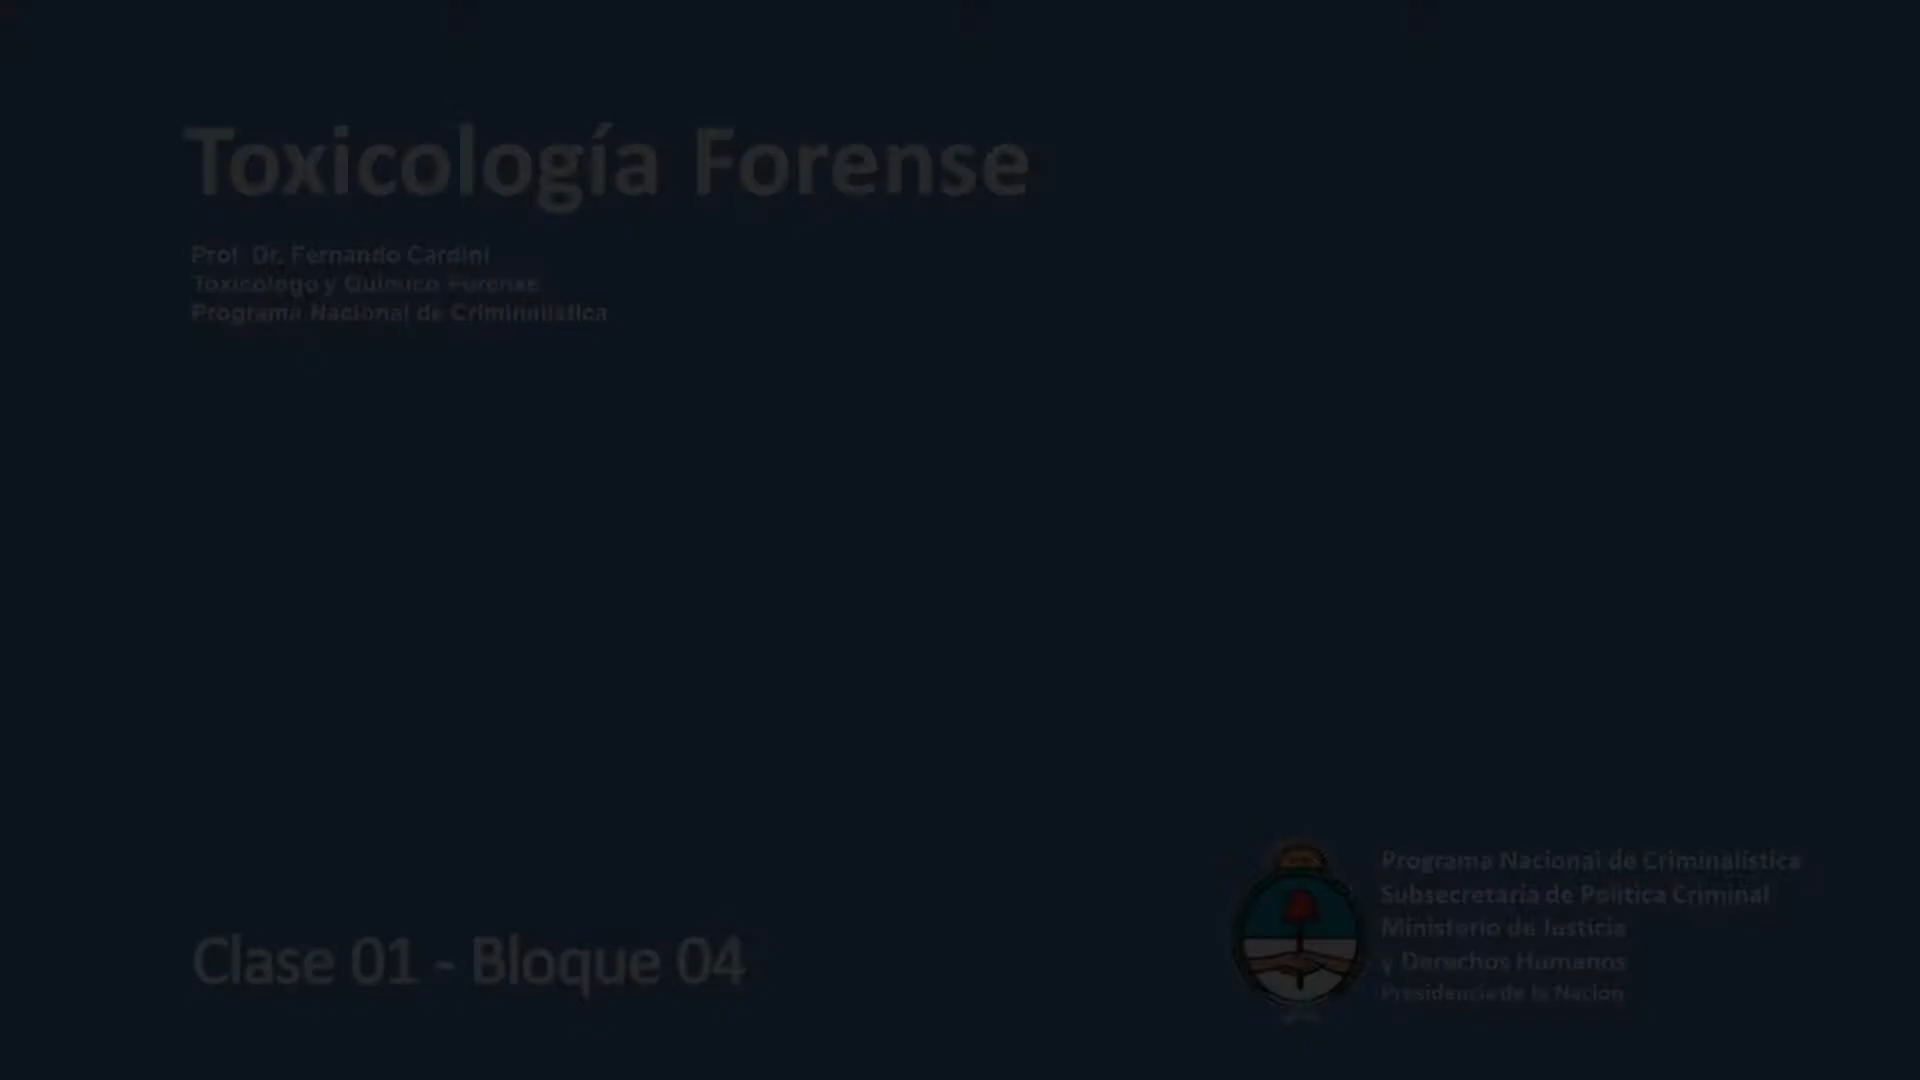 Toxicología Forense
Prof. Dr. Fernando Cardini
Toxicólogo y Químico Forense
Programa Nacional de Criminalística
Clase 01 - Bloque 04
Programa Nacional de Criminalística
Subsecretaría de Política Criminal
Ministerio de Justicia
y Derechos Humanos
Presidencia de la Nación